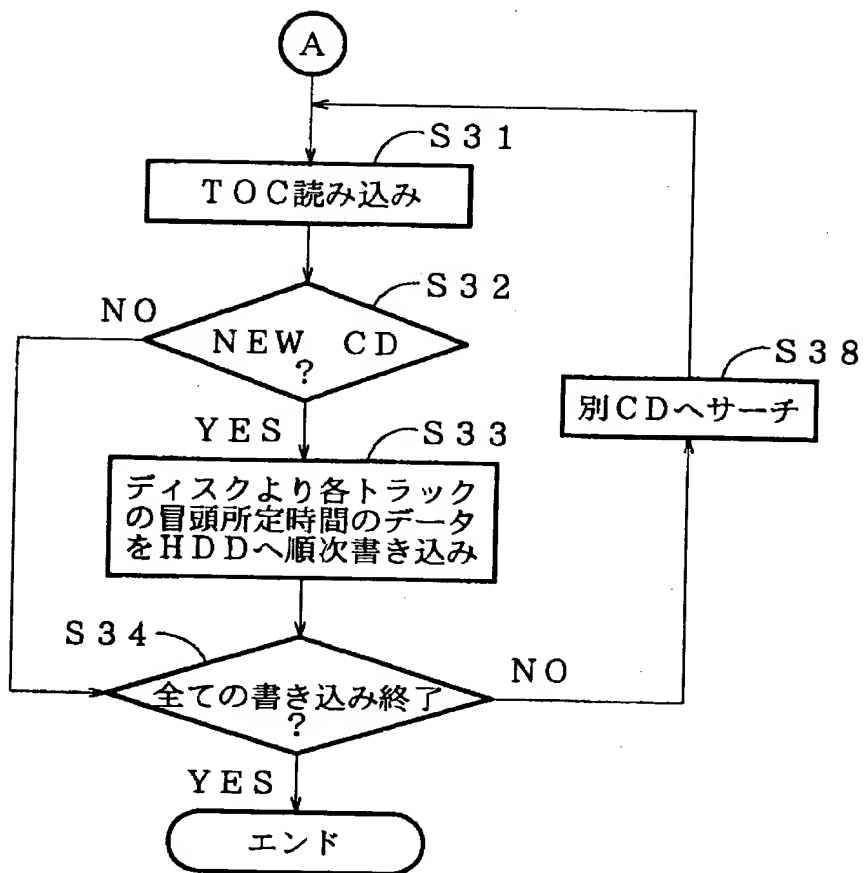 A
S31
TOC読み込み
S32
NO
NEW CD
?
YES
S38
別CDへサーチ
S33
ディスクより各トラック
の冒頭所定時間のデータ
をHDDへ順次書き込み
S34
全ての書き込み終了
?
NO
YES
エンド